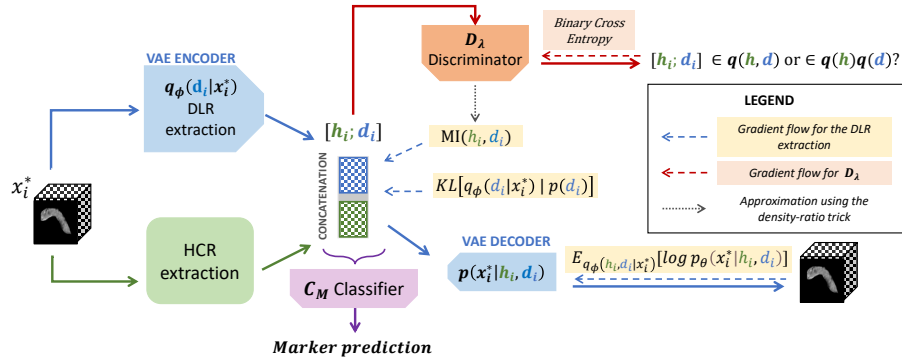 VAE ENCODER
q_ϕ(d_i|x_i^*)
DLR
extraction
x_i^*
HCR
extraction
[h_i; d_i]
CONCATENATION
C_M Classifier
Marker prediction
D_λ
Discriminator
Binary Cross
Entropy
[h_i; d_i] ∈ q(h, d) or ∈ q(h)q(d)?
MI(h_i, d_i)
KL[q_ϕ(d_i|x_i^*) | p(d_i)]
VAE DECODER
p(x_i^*|h_i, d_i)
E_{q_ϕ(h_i,d_i|x_i^*)}[log p_θ(x_i^*|h_i, d_i)]
LEGEND
Gradient flow for the DLR
extraction
Gradient flow for D_λ
Approximation using the
density-ratio trick